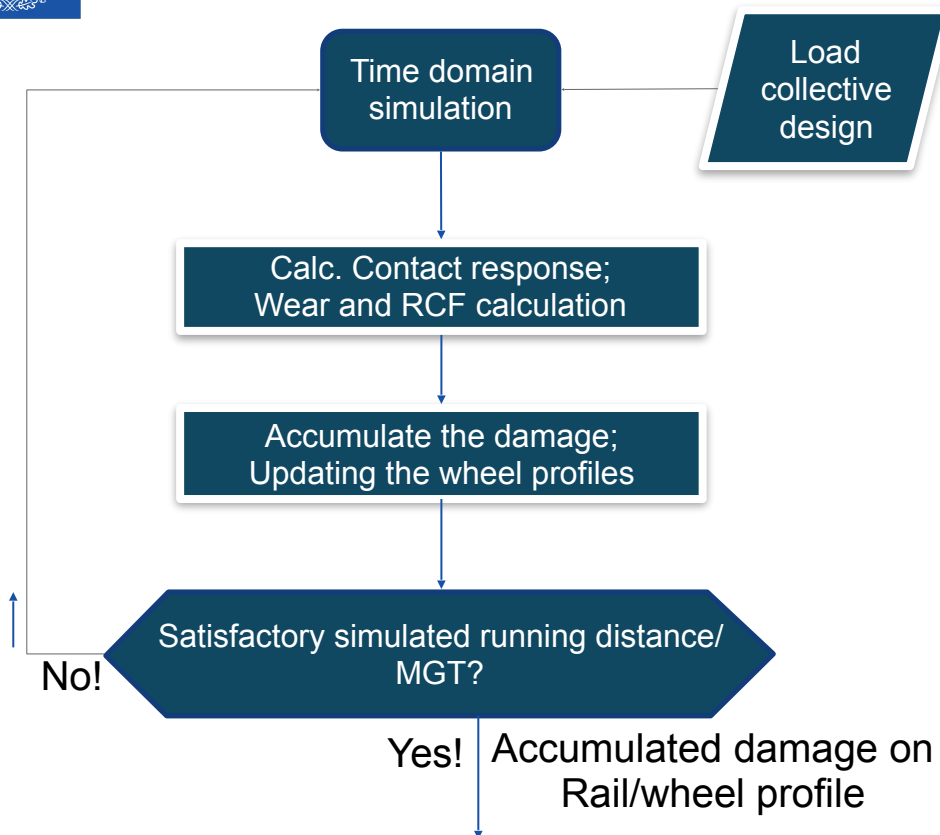 Time domain
simulation
Load
collective
design
Calc. Contact response;
Wear and RCF calculation
Accumulate the damage;
Updating the wheel profiles
Satisfactory simulated running distance/
MGT?
No!
Yes!
Accumulated damage on
Rail/wheel profile